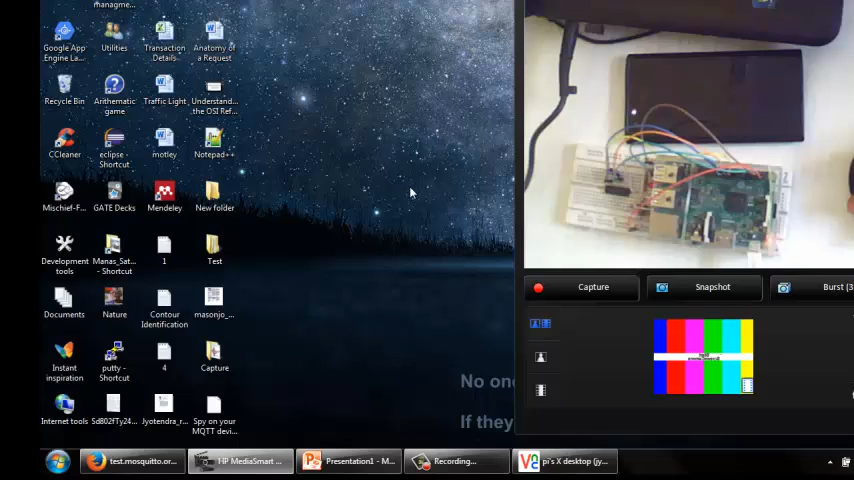 managme...
Google App
Engine La...
Utilities
Transaction
Details
Anatomy of
a Request
Recycle Bin
Arithematic
game
Traffic Light
Understand...
the OSI Ref...
CCleaner
eclipse -
Shortcut
motley
Notepad++
Mischief-F...
GATE Decks
Mendeley
New folder
Development
tools
Manas_Sat...
- Shortcut
1
Test
Documents
Nature
Contour
Identification
masonjo_...
Instant
inspiration
putty -
Shortcut
4
Capture
Internet tools
Sd802fTy24...
Jyotendra_r...
Spy on your
MQTT devi...
Capture
Snapshot
Burst (3
No one
If they
test.mosquitto.or...
HP MediaSmart ...
Presentation1 - M...
Recording...
pi's X desktop (jy...